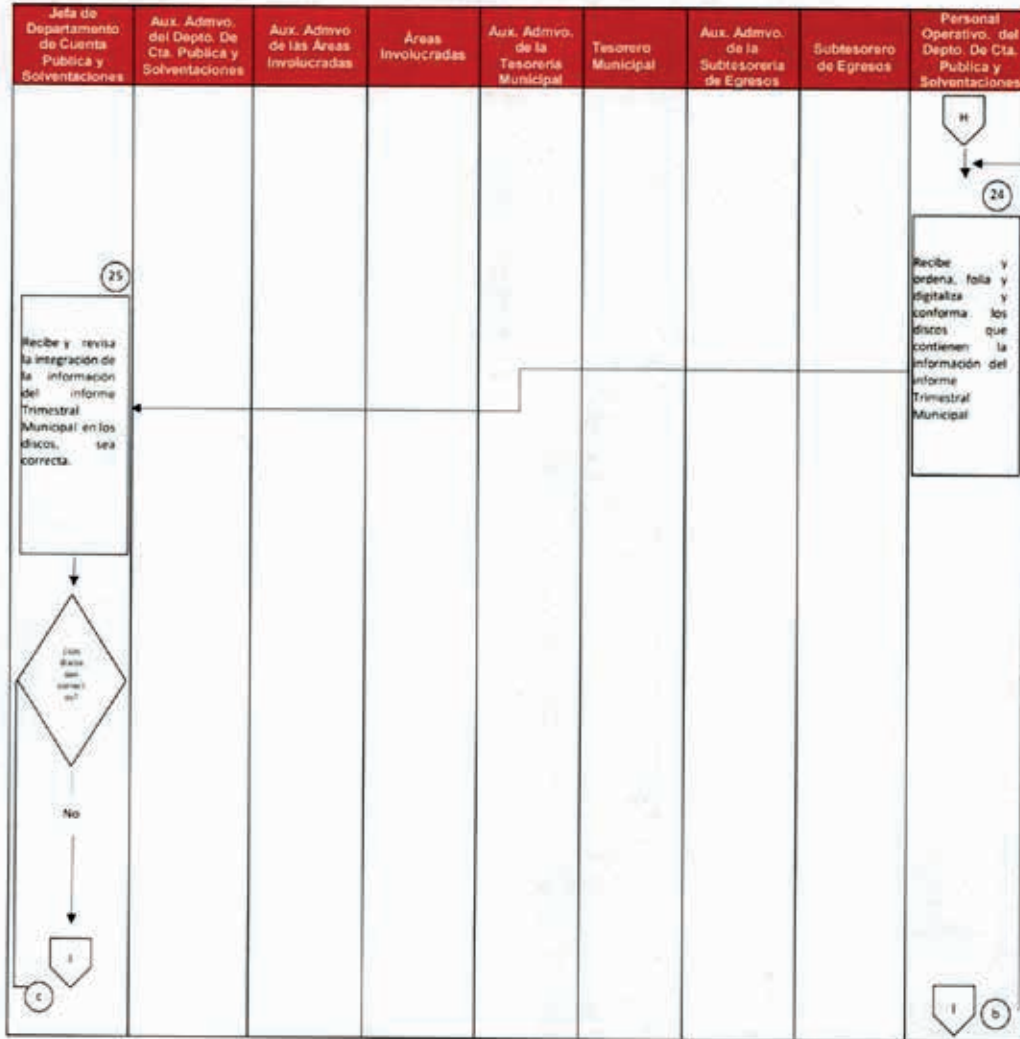 Jefa de
Departamento
de Cuenta
Publica y
Solventaciones
Aux. Admvo.
del Depto. De
Cta. Publica y
Solventaciones
Aux. Admvo
de las Áreas
Involucradas
Áreas
Involucradas
Aux. Admvo.
de la
Tesorería
Municipal
Tesorero
Municipal
Aux. Admvo.
de la
Subtesorería
de Egresos
Subtesorero
de Egresos
Personal
Operativo. del
Depto. De Cta.
Publica y
Solventaciones
H
24
Recibe y
ordena, folia y
digitaliza y
conforma los
discos que
contienen la
información del
informe
Trimestral
Municipal
25
Recibe y revisa
la integración de
la información
del informe
Trimestral
Municipal en los
discos, sea
correcta.
No
c
b